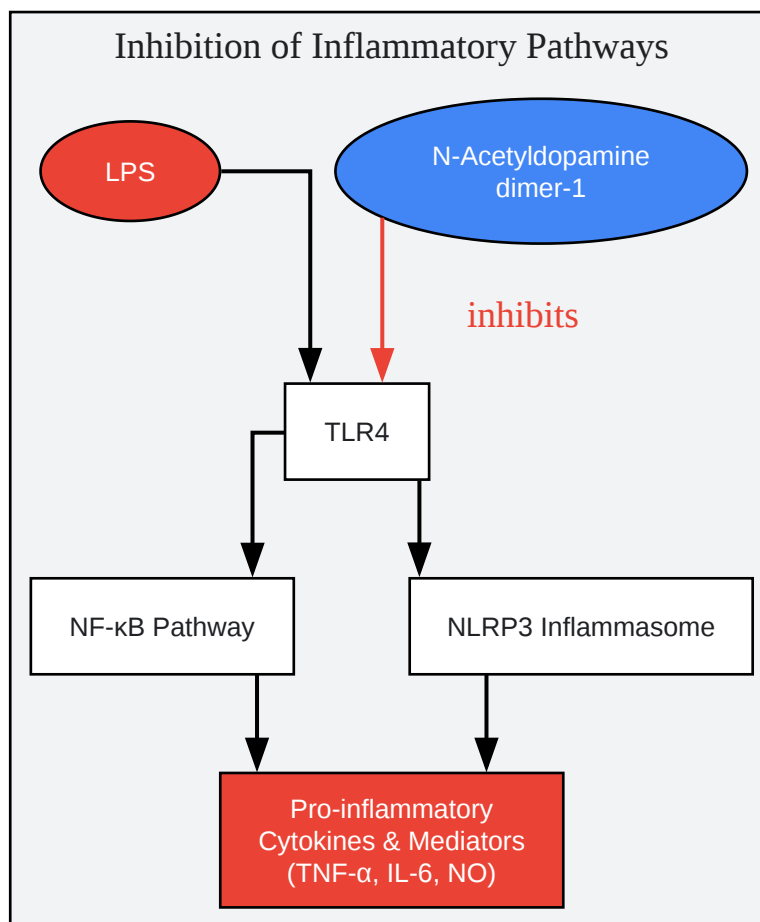 Inhibition of Inflammatory Pathways
LPS
N-Acetyldopamine
dimer-1
inhibits
TLR4
NF-κB Pathway
NLRP3 Inflammasome
Pro-inflammatory
Cytokines & Mediators
(TNF-α, IL-6, NO)